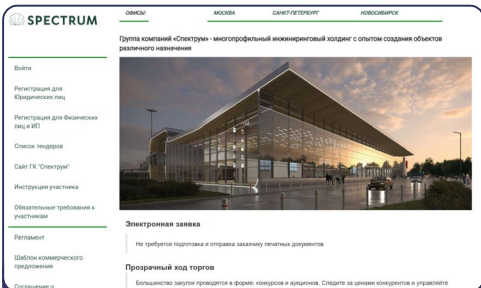 SPECTRUM
ОФИСЫ: МОСКВА САНКТ-ПЕТЕРБУРГ НОВОСИБИРСК
Группа компаний «Спектрум» - многопрофильный инжиниринговый холдинг с опытом создания объектов
различного назначения
Войти
Регистрация для
Юридических лиц
Регистрация для Физических
лиц и ИП
Список тендеров
Сайт ГК "Спектрум"
Инструкция участника
Обязательные требования к
участникам
Регламент
Шаблон коммерческого
предложения
Соглашение о
Электронная заявка
Не требуется подготовка и отправка заказчику печатных документов
Прозрачный ход торгов
Большинство закупок проводятся в форме: конкурсов и аукционов. Следите за ценами конкурентов и управляйте